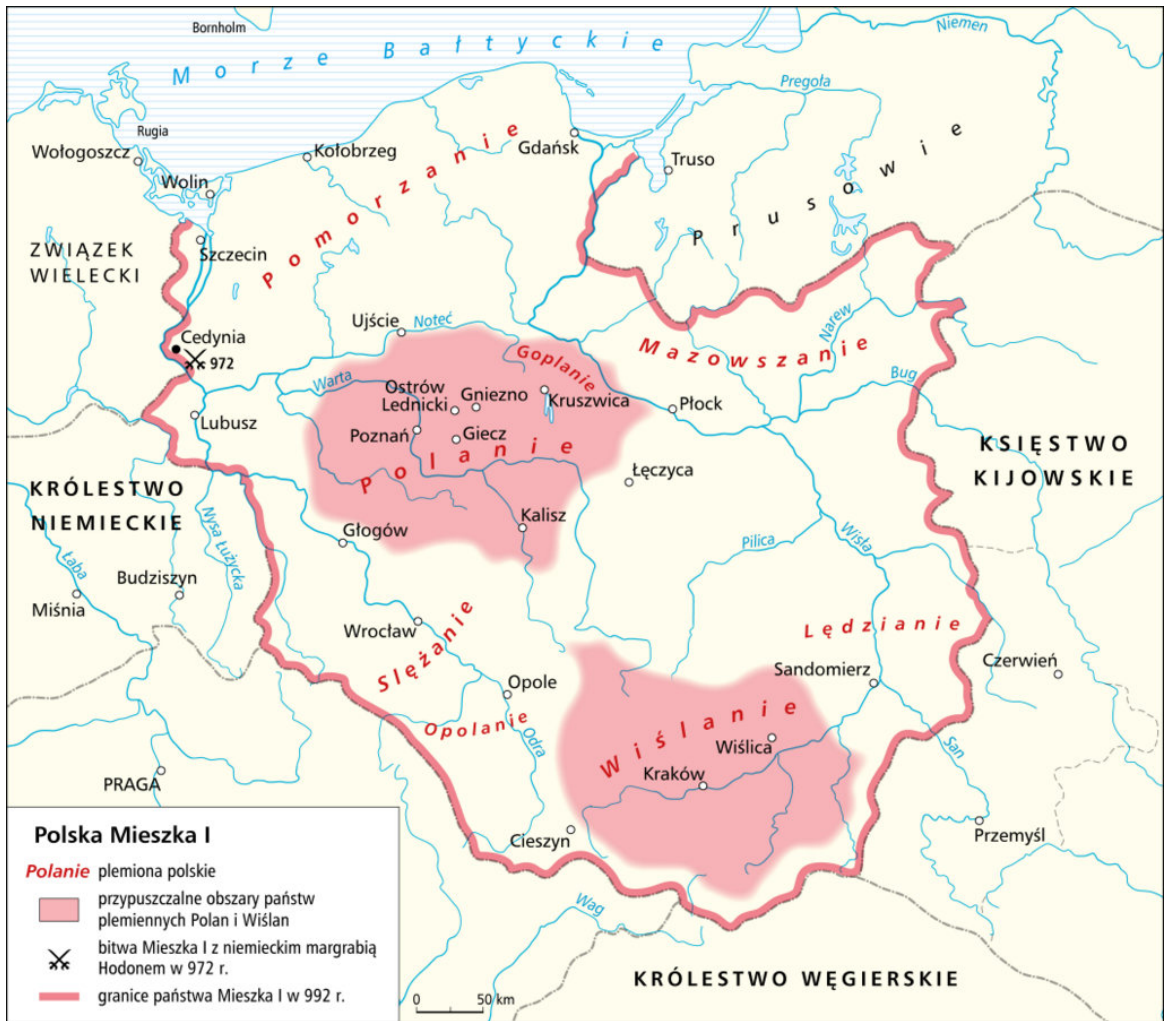 Bornholm
Morze Bałtyckie
Niemen
Pregoła
Rugia
Wołogoszcz
Kołobrzeg
Gdańsk
Truso
Wolin
Pomorzanie
Prusowie
ZWIĄZEK
WIELECKI
Szczecin
Ujście
Noteć
Cedynia
972
Mazowszanie
Narew
Goplanie
Bug
Warta
Ostrów
Lednicki
Gniezno
Kruszwica
Płock
Lubusz
Poznań
Giecz
Polanie
KSIĘSTWO
KIJOWSKIE
Łęczyca
KRÓLESTWO
NIEMIECKIE
Nysa Łużycka
Kalisz
Głogów
Pilica
Wisła
Łaba
Budziszyn
Miśnia
Wrocław
Ślężanie
Lędzianie
Sandomierz
Czerwień
Opole
Opolanie
Odra
Wiślanie
Wiślica
San
Kraków
PRAGA
Cieszyn
Przemyśl
Polska Mieszka I
Polanie plemiona polskie
przypuszczalne obszary państw
plemiennych Polan i Wiślan
bitwa Mieszka I z niemieckim margrabią
Hodonem w 972 r.
granice państwa Mieszka I w 992 r.
Wag
KRÓLESTWO WĘGIERSKIE
0 50 km